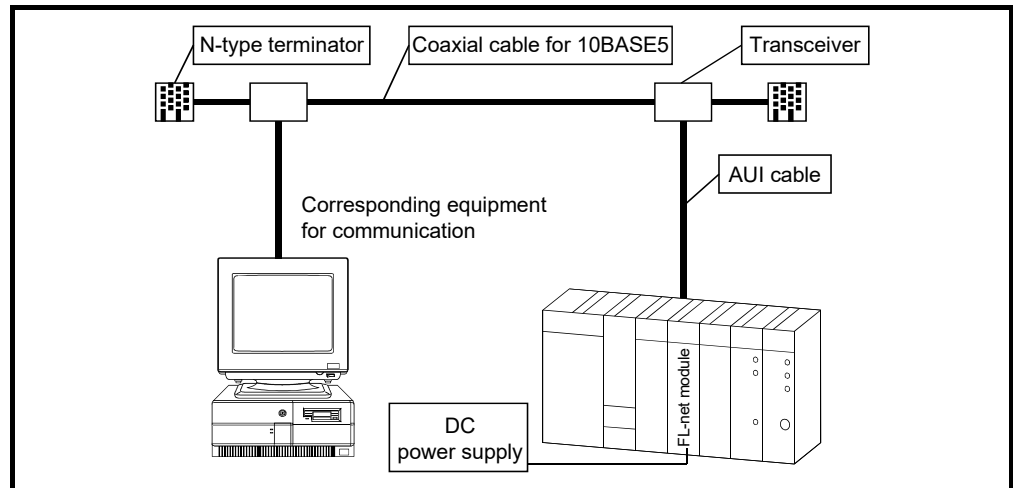 N-type terminator
Coaxial cable for 10BASE5
Transceiver
AUI cable
Corresponding equipment
for communication
FL-net module
DC
power supply